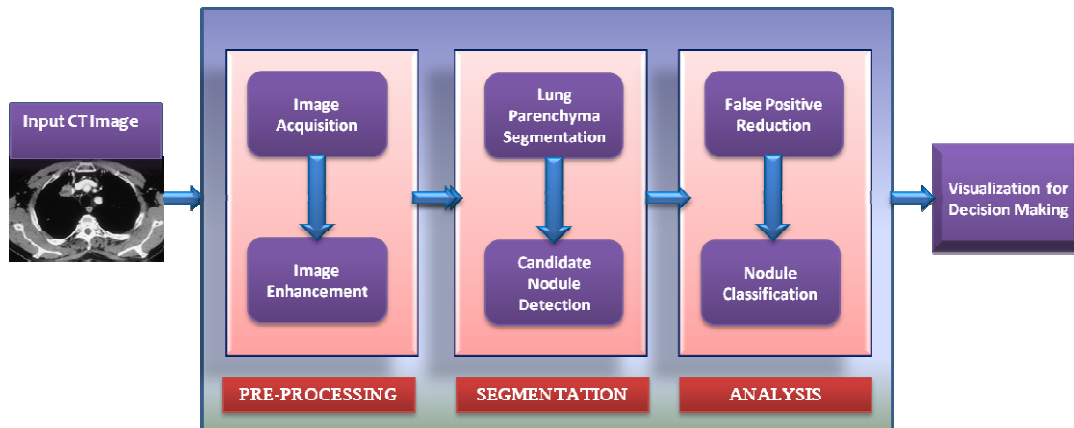 Input CT Image
Image
Acquisition
Image
Enhancement
PRE-PROCESSING
Lung
Parenchyma
Segmentation
Candidate
Nodule
Detection
SEGMENTATION
False Positive
Reduction
Nodule
Classification
ANALYSIS
Visualization for
Decision Making